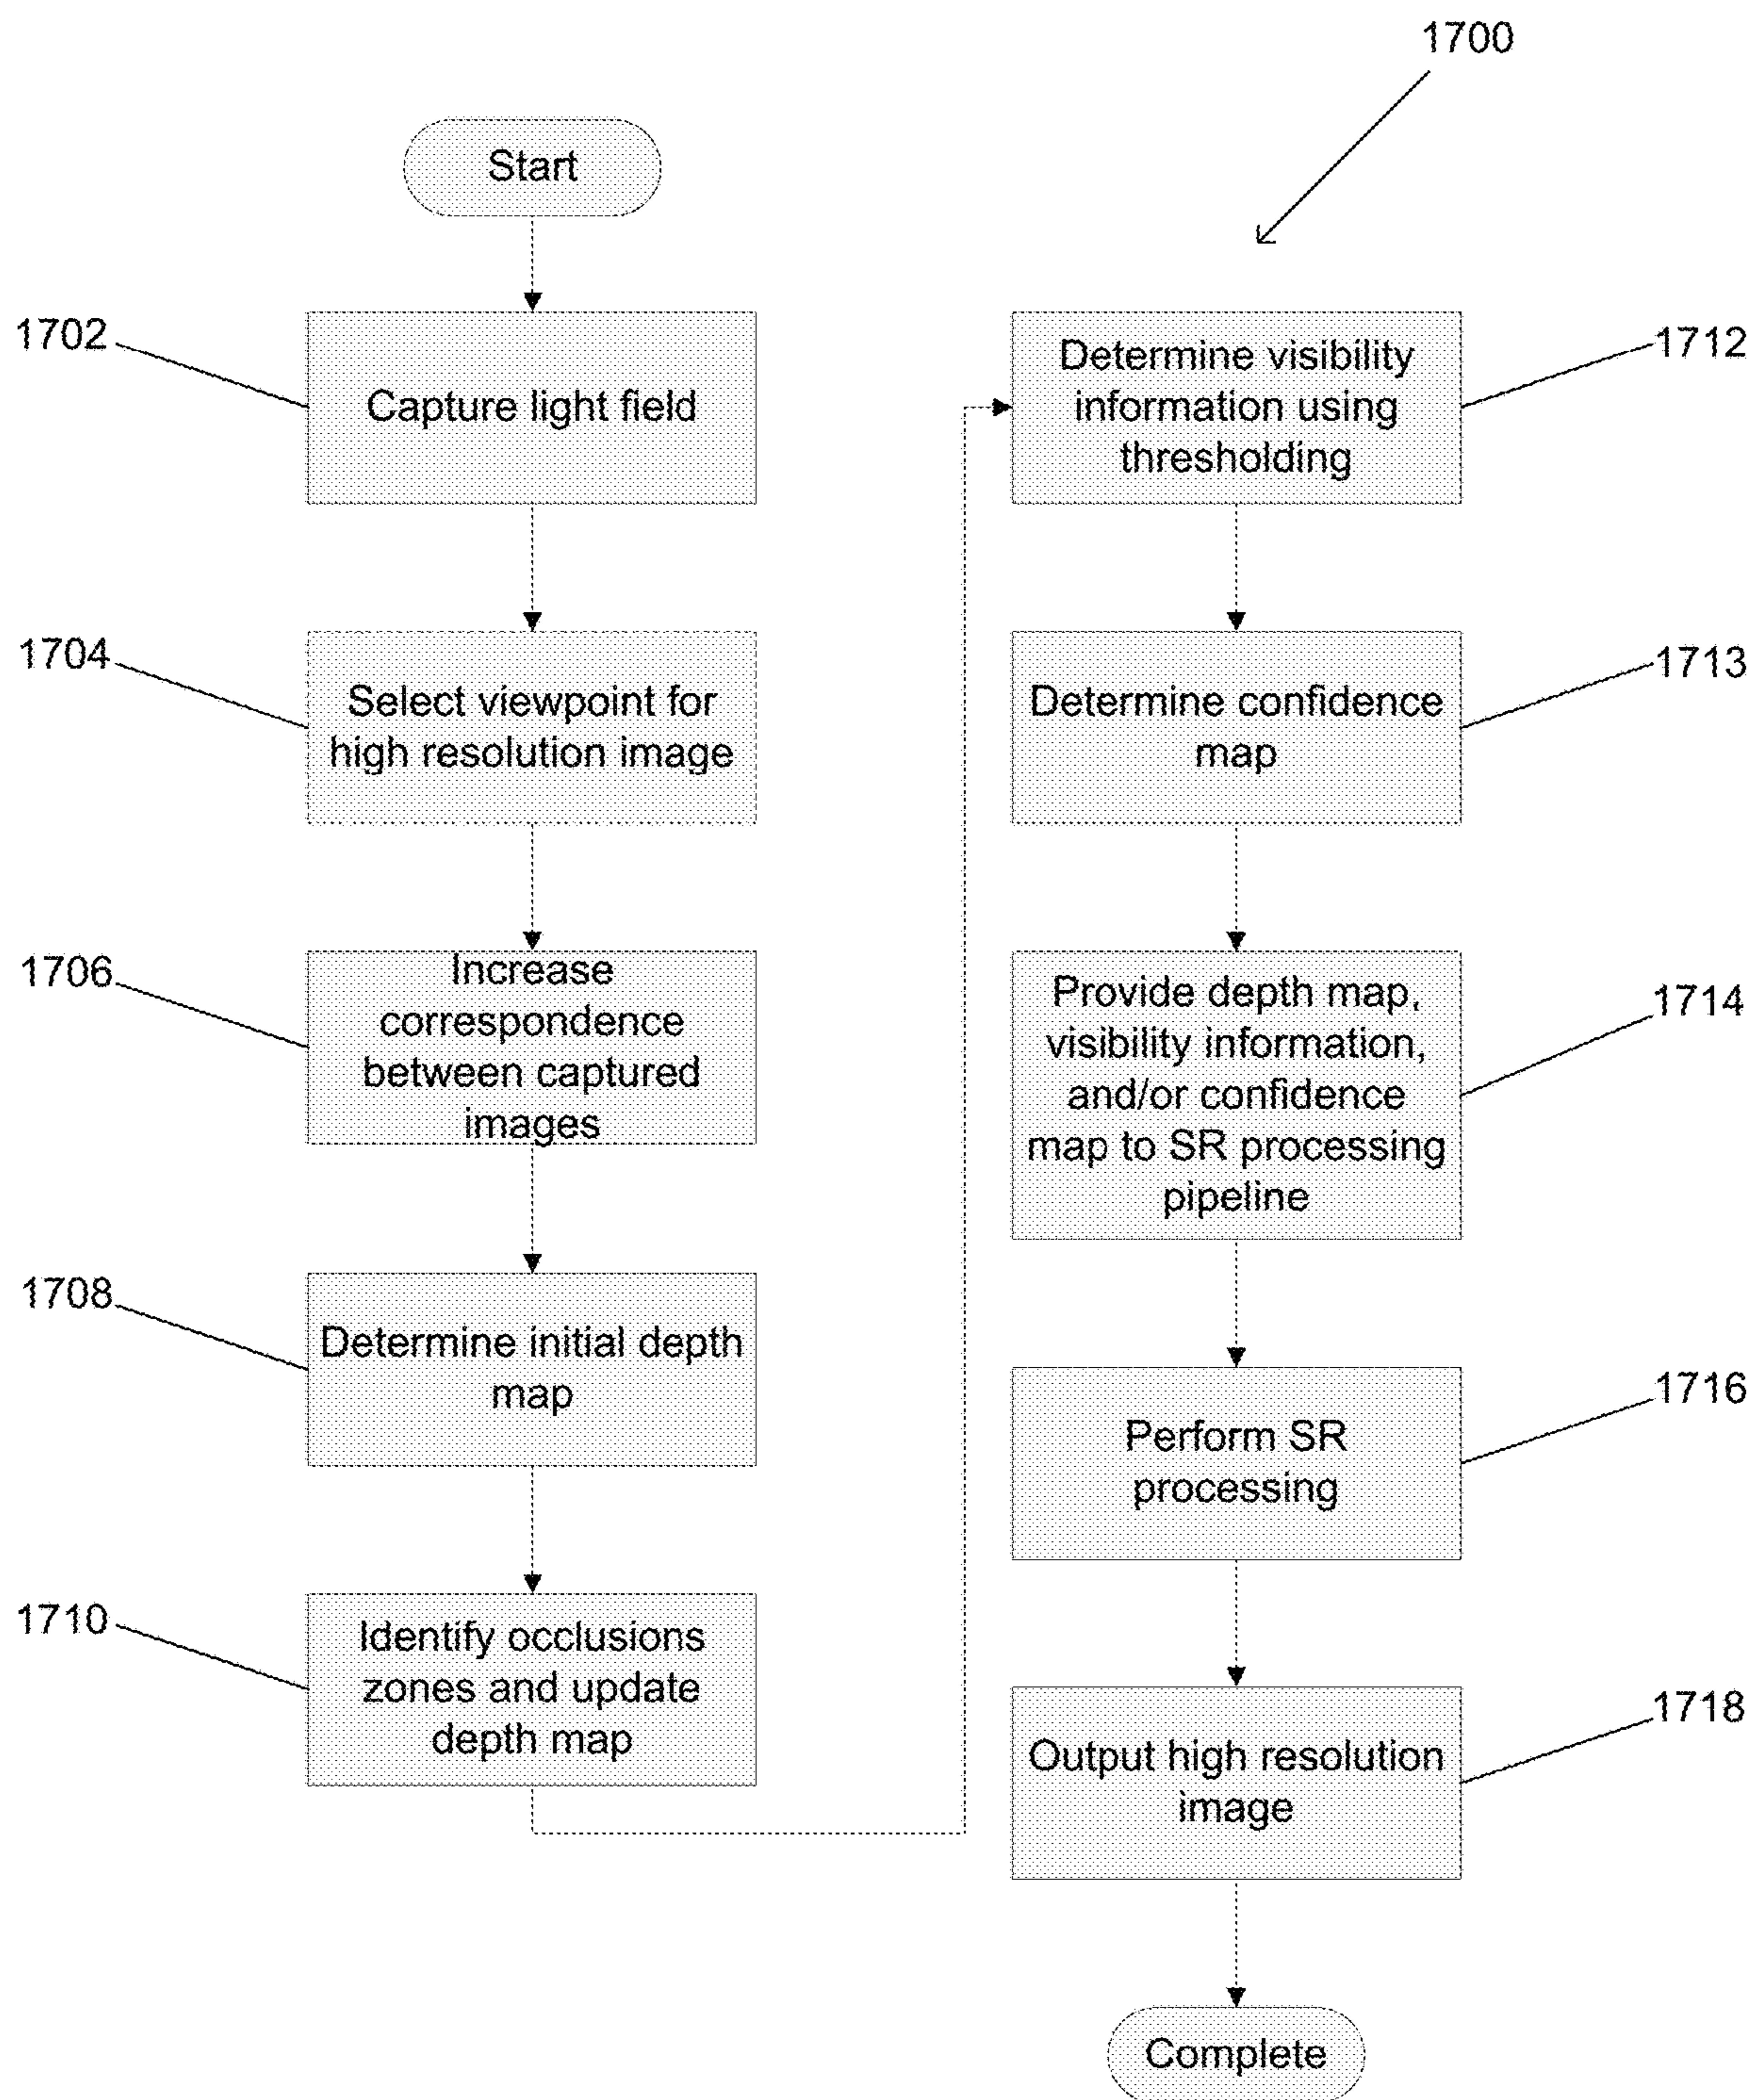 1700
Start
1702
Capture light field
1704
Select viewpoint for
high resolution image
1706
Increase
correspondence
between captured
images
1708
Determine initial depth
map
1710
Identify occlusions
zones and update
depth map
Determine visibility
information using
thresholding
1712
Determine confidence
map
1713
Provide depth map,
visibility information,
and/or confidence
map to SR processing
pipeline
1714
Perform SR
processing
1716
Output high resolution
image
1718
Complete